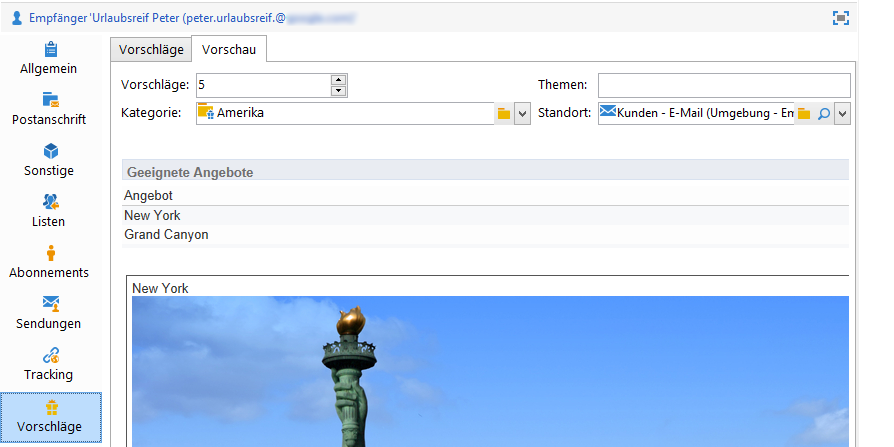 Empfänger 'Urlaubsreif Peter (peter.urlaubsreif.@
Allgemein
Postanschrift
Sonstige
Listen
Abonnements
Sendungen
Tracking
Vorschläge
Vorschläge Vorschau
Vorschläge: 5 Themen:
Kategorie: Amerika Standort: Kunden - E-Mail (Umgebung - Em
Geeignete Angebote
Angebot
New York
Grand Canyon
New York